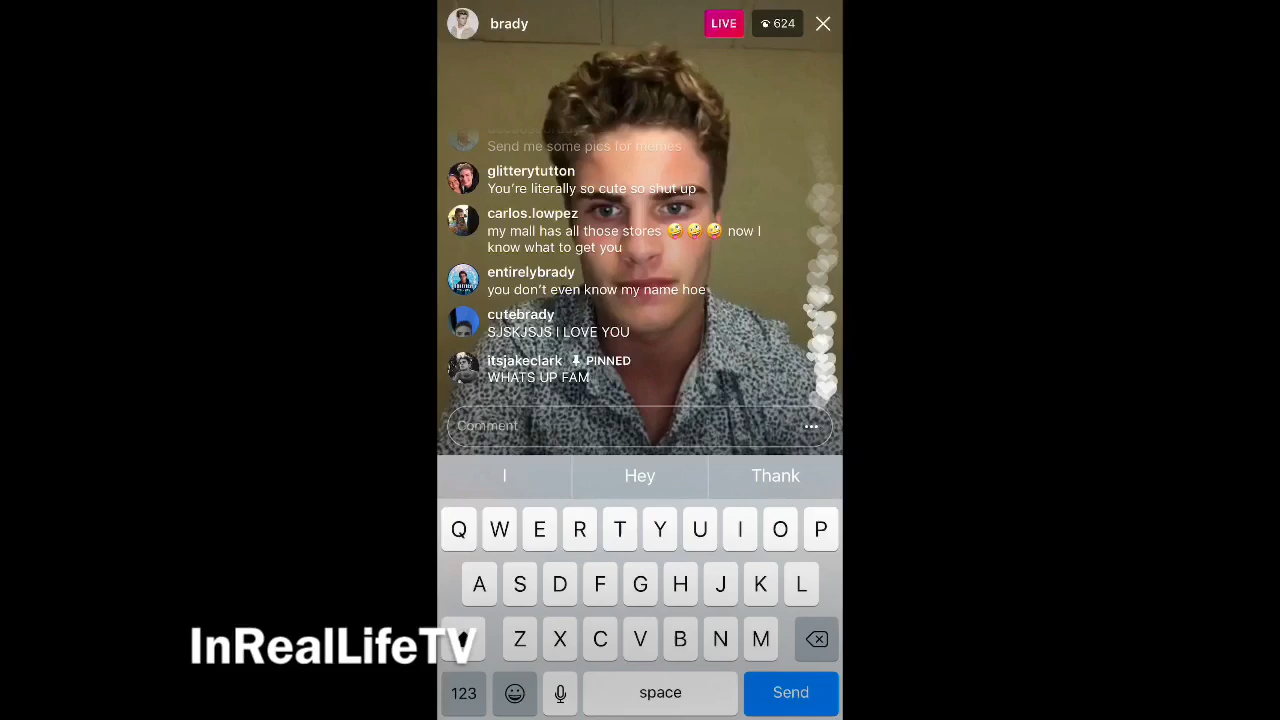 brady
LIVE
624
Send me some pics for memes
glitterytutton
You're literally so cute so shut up
carlos.lowpez
my mall has all those stores 🤪🤪🤪 now I
know what to get you
entirelybrady
you don't even know my name hoe
cutebrady
SJSKJSJS I LOVE YOU
itsjakeclark PINNED
WHATS UP FAM
Comment
I Hey Thank
Q W E R T Y U I O P
A S D F G H J K L
Z X C V B N M
InRealLifeTV
123 space Send